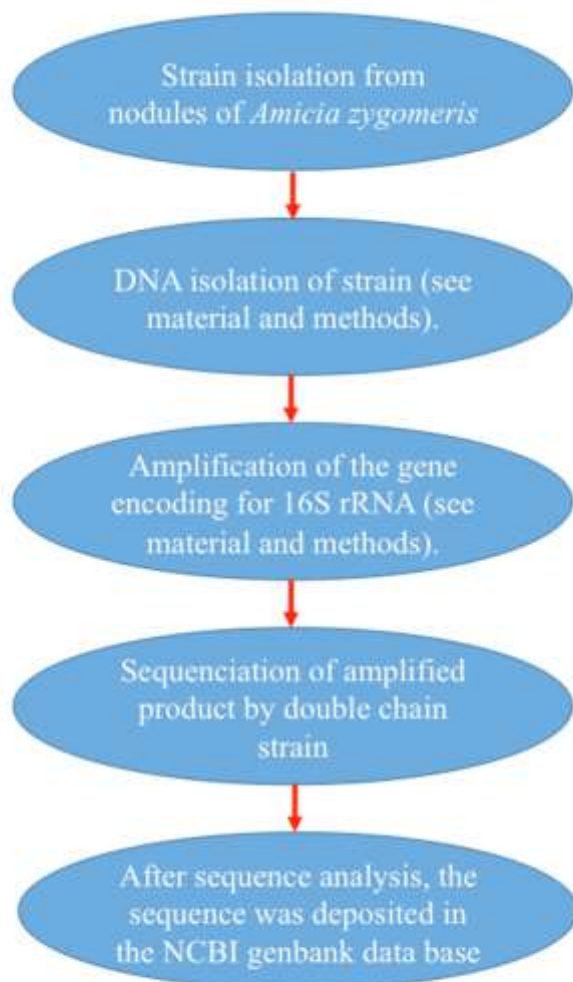 Strain isolation from
nodules of Amicia zygomeris
DNA isolation of strain (see
material and methods).
Amplification of the gene
encoding for 16S rRNA (see
material and methods).
Sequenciation of amplified
product by double chain
strain
After sequence analysis, the
sequence was deposited in
the NCBI genbank data base